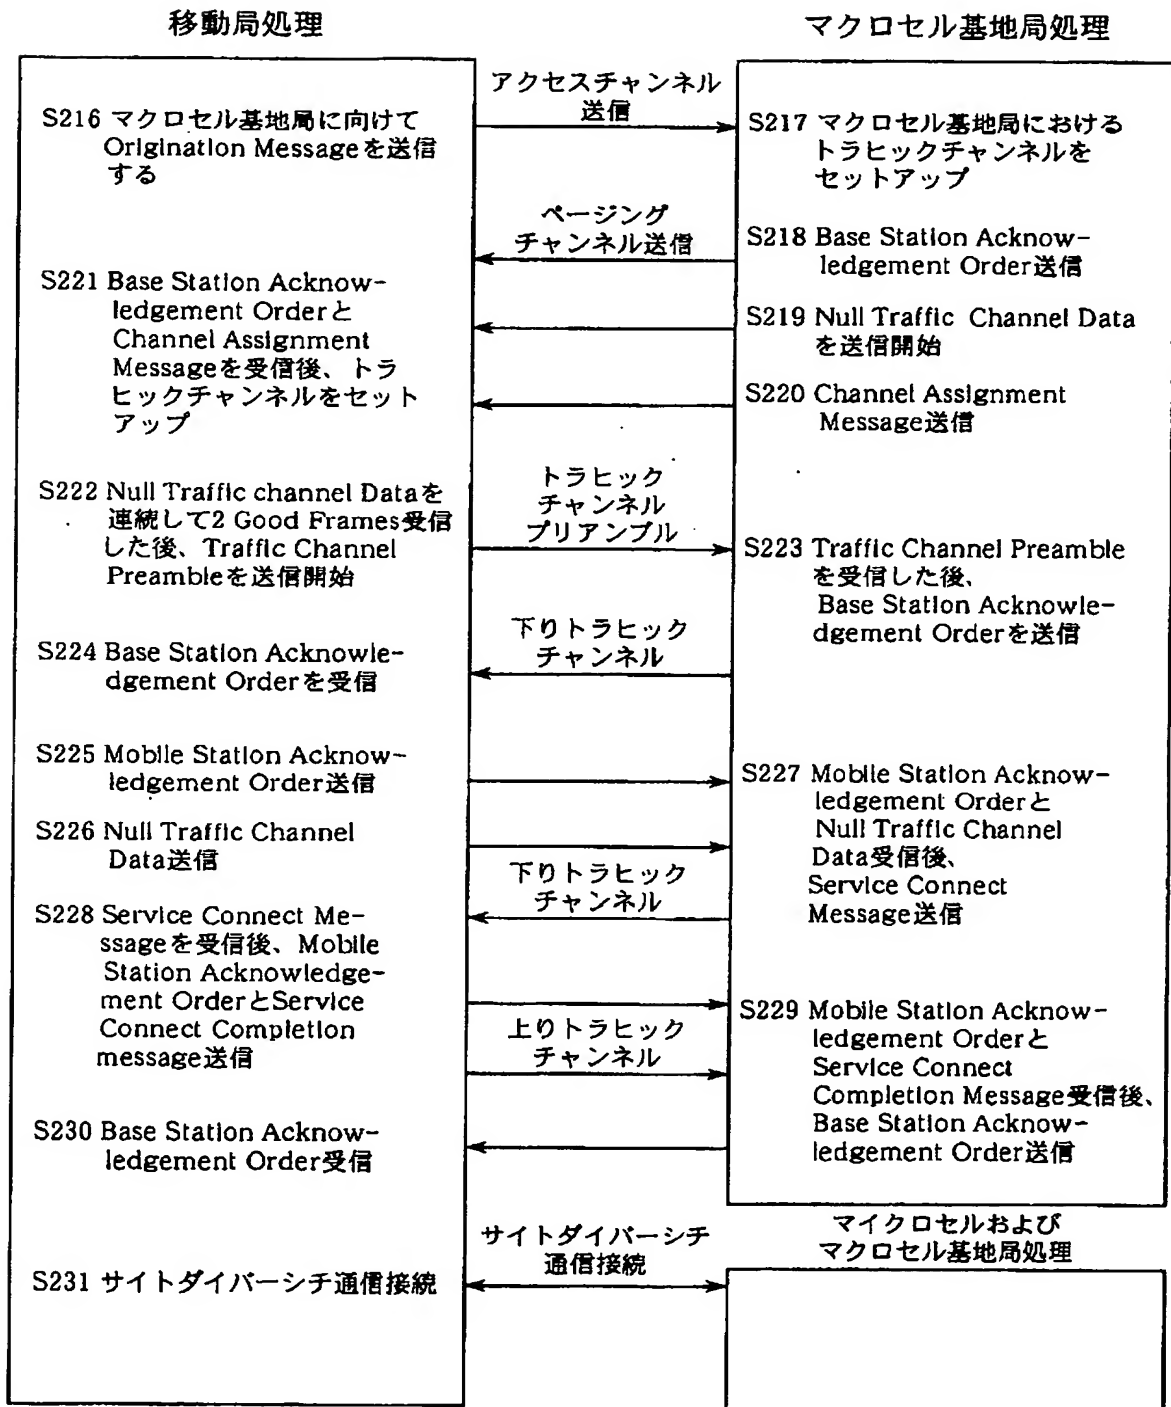 移動局処理
マクロセル基地局処理
アクセスチャンネル
送信
S216 マクロセル基地局に向けて
Origination Messageを送信
する
S217 マクロセル基地局における
トラヒックチャンネルを
セットアップ
ページング
チャンネル送信
S218 Base Station Acknow-
ledgement Order送信
S221 Base Station Acknow-
ledgement Orderと
Channel Assignment
Messageを受信後、トラ
ヒックチャンネルをセット
アップ
S219 Null Traffic Channel Data
を送信開始
S220 Channel Assignment
Message送信
S222 Null Traffic channel Dataを
連続して2 Good Frames受信
した後、Traffic Channel
Preambleを送信開始
トラヒック
チャンネル
プリアンブル
S223 Traffic Channel Preamble
を受信した後、
Base Station Acknowle-
dgement Orderを送信
下りトラヒック
チャンネル
S224 Base Station Acknowle-
dgement Orderを受信
S225 Mobile Station Acknow-
ledgement Order送信
S226 Null Traffic Channel
Data送信
S227 Mobile Station Acknow-
ledgement Orderと
Null Traffic Channel
Data受信後、
Service Connect
Message送信
下りトラヒック
チャンネル
S228 Service Connect Me-
ssageを受信後、Mobile
Station Acknowledge-
ment OrderとService
Connect Completion
message送信
上りトラヒック
チャンネル
S229 Mobile Station Acknow-
ledgement Orderと
Service Connect
Completion Message受信後、
Base Station Acknow-
ledgement Order送信
S230 Base Station Acknow-
ledgement Order受信
サイトダイバーシチ
通信接続
マイクロセルおよび
マクロセル基地局処理
S231 サイトダイバーシチ通信接続